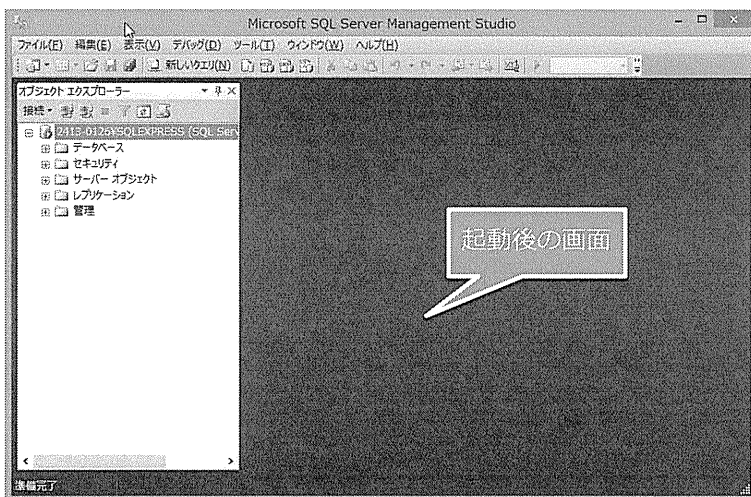 Microsoft SQL Server Management Studio
ファイル(F) 編集(E) 表示(V) デバッグ(D) ツール(T) ウィンドウ(W) ヘルプ(H)
新しいクエリ(N)
オブジェクト エクスプローラー
接続
2413-0126¥SQLEXPRESS (SQL Serv
データベース
セキュリティ
サーバー オブジェクト
レプリケーション
管理
起動後の画面
準備完了